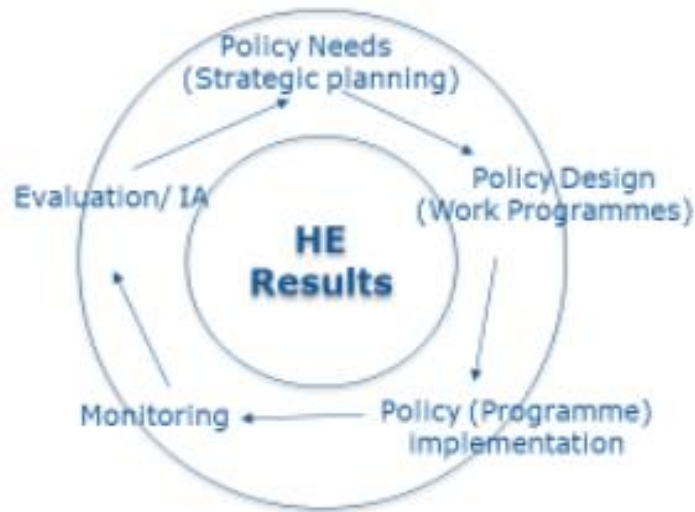 Policy Needs
(Strategic planning)
Policy Design
(Work Programmes)
Evaluation/ IA
HE
Results
Monitoring
Policy (Programme)
implementation